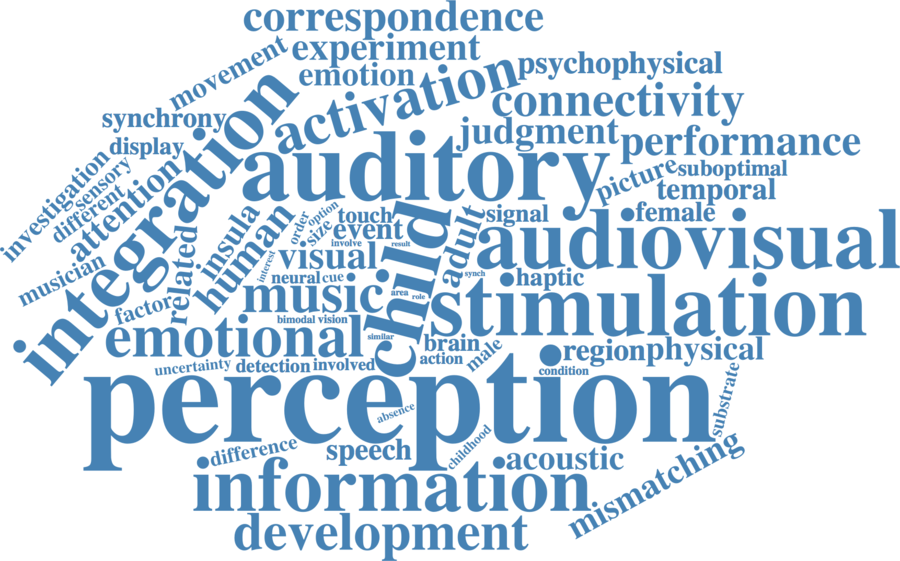 correspondence
movement
experiment
emotion
psychophysical
activation
connectivity
synchrony
judgment
performance
display
integration
auditory
investigation
sensory
different
attention
picture
suboptimal
temporal
signal
female
audiovisual
musician
related
insula
human
order
option
size
touch
event
involve
result
child
adult
visual
interest
neural
cue
synch
haptic
factor
music
area
role
stimulation
bimodal
vision
emotional
similar
brain
action
male
region
physical
uncertainty
detection
involved
condition
perception
absence
substrate
difference
speech
childhood
acoustic
mismatching
information
development